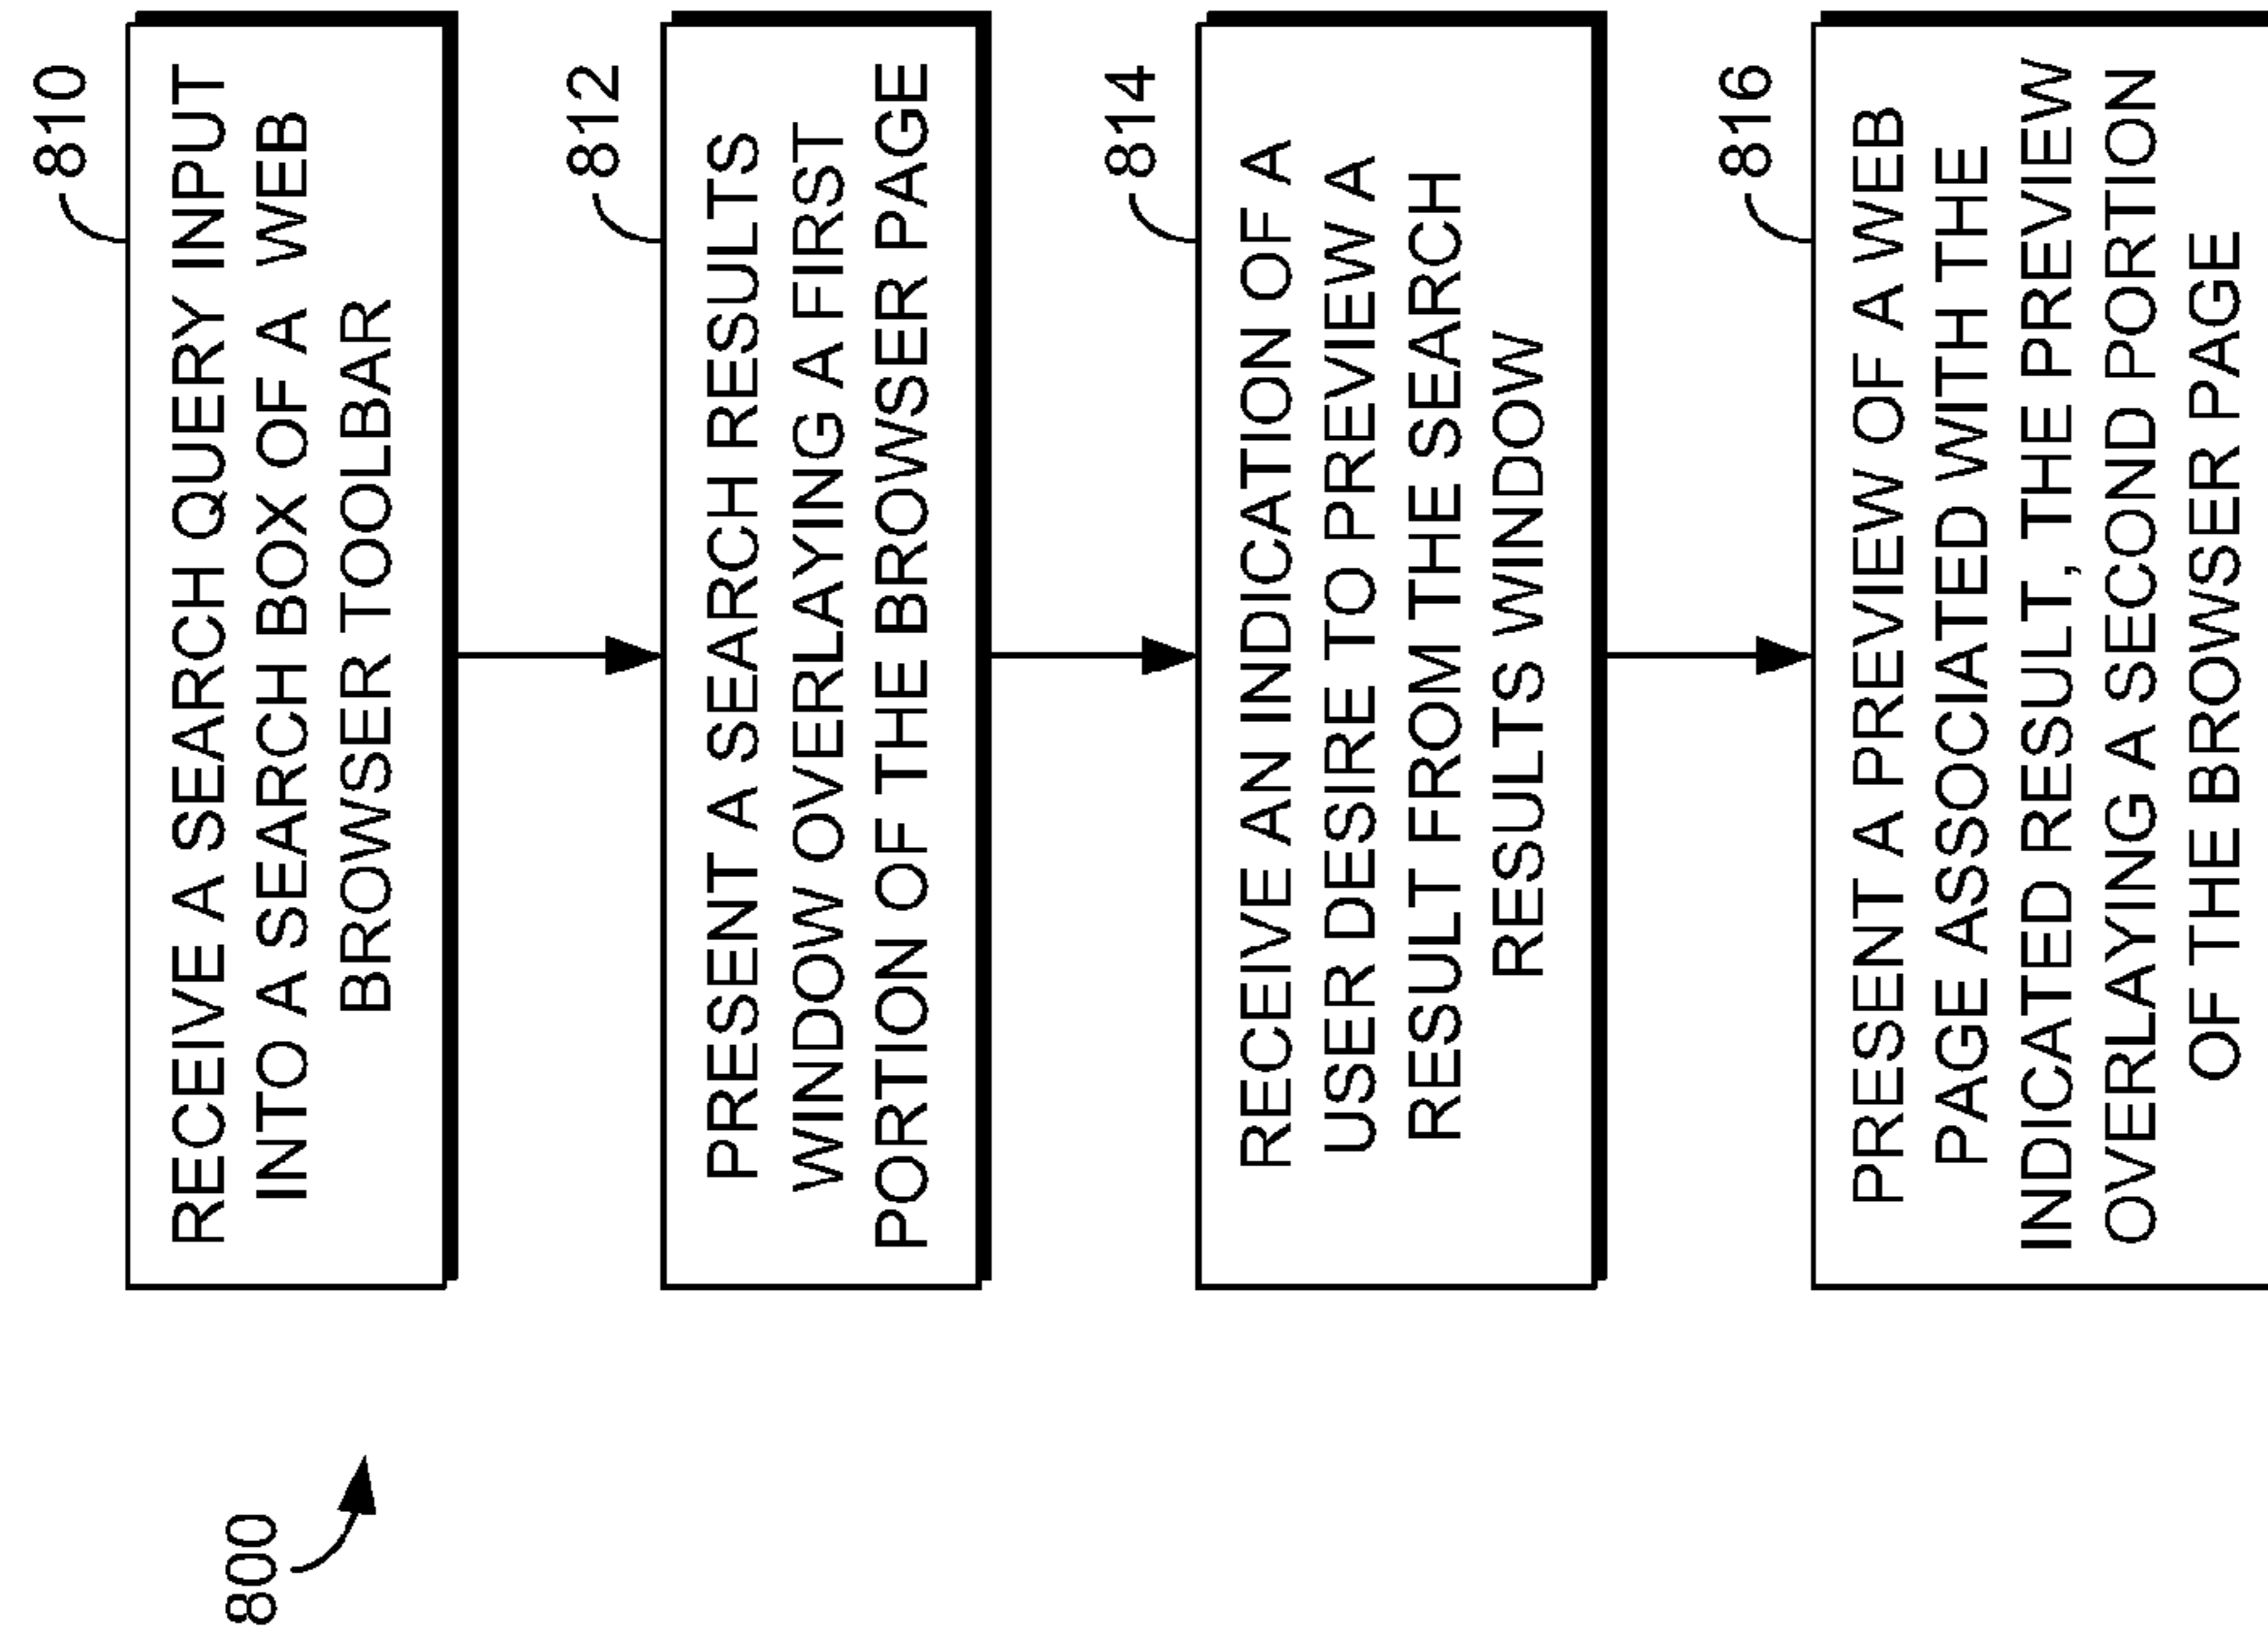 800
810
RECEIVE A SEARCH QUERY INPUT
INTO A SEARCH BOX OF A WEB
BROWSER TOOLBAR
812
PRESENT A SEARCH RESULTS
WINDOW OVERLAYING A FIRST
PORTION OF THE BROWSER PAGE
814
RECEIVE AN INDICATION OF A
USER DESIRE TO PREVIEW A
RESULT FROM THE SEARCH
RESULTS WINDOW
816
PRESENT A PREVIEW OF A WEB
PAGE ASSOCIATED WITH THE
INDICATED RESULT, THE PREVIEW
OVERLAYING A SECOND PORTION
OF THE BROWSER PAGE